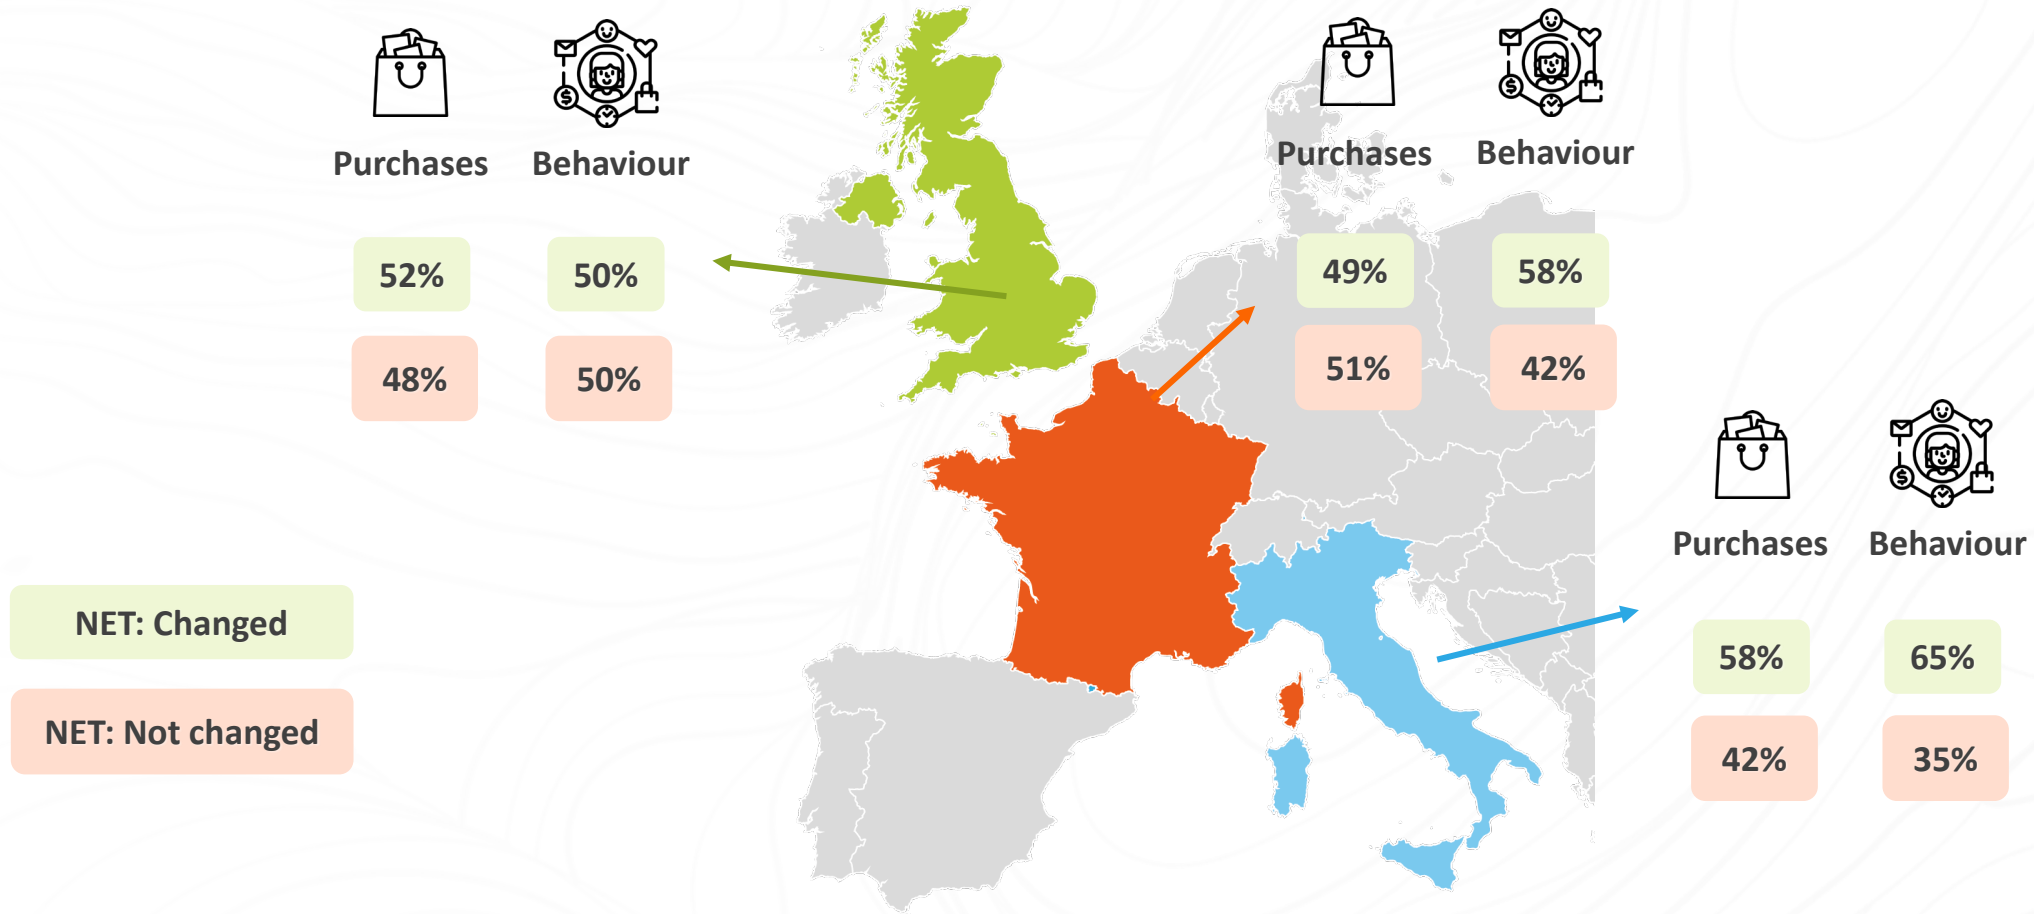 Purchases Behaviour
52% 50%
48% 50%
Purchases Behaviour
49% 58%
51% 42%
Purchases Behaviour
58% 65%
42% 35%
NET: Changed
NET: Not changed